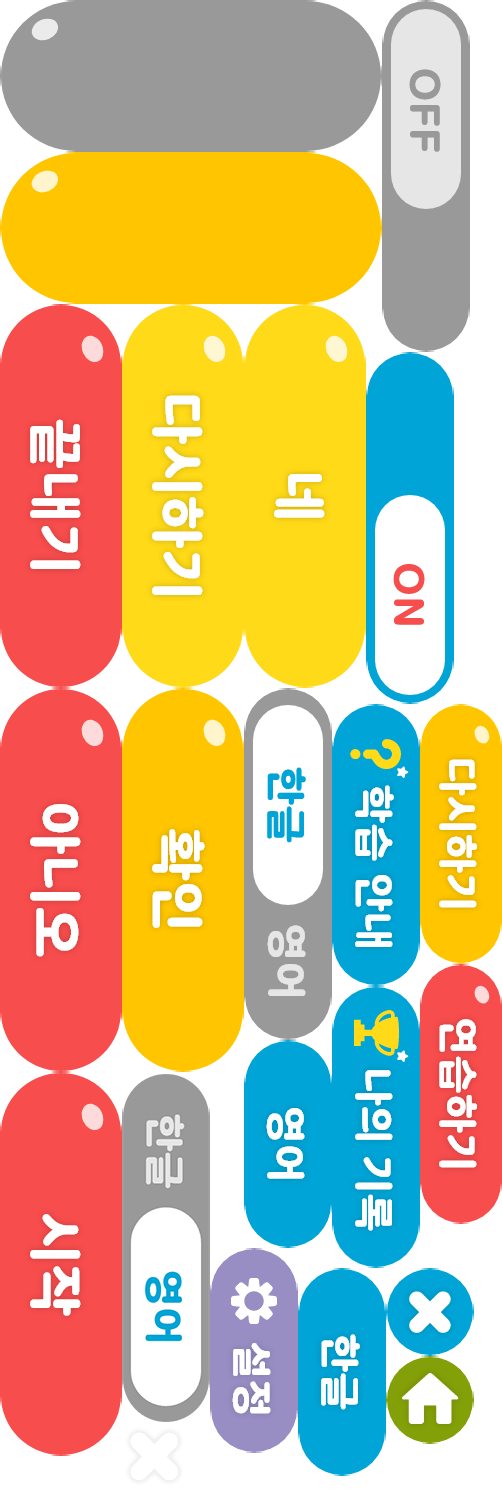 OFF
ON
끝내기
다시하기
네
아니오
확인
한글 영어
학습 안내
다시하기
연습하기
나의 기록
영어
시작
한글 영어
설정
한글